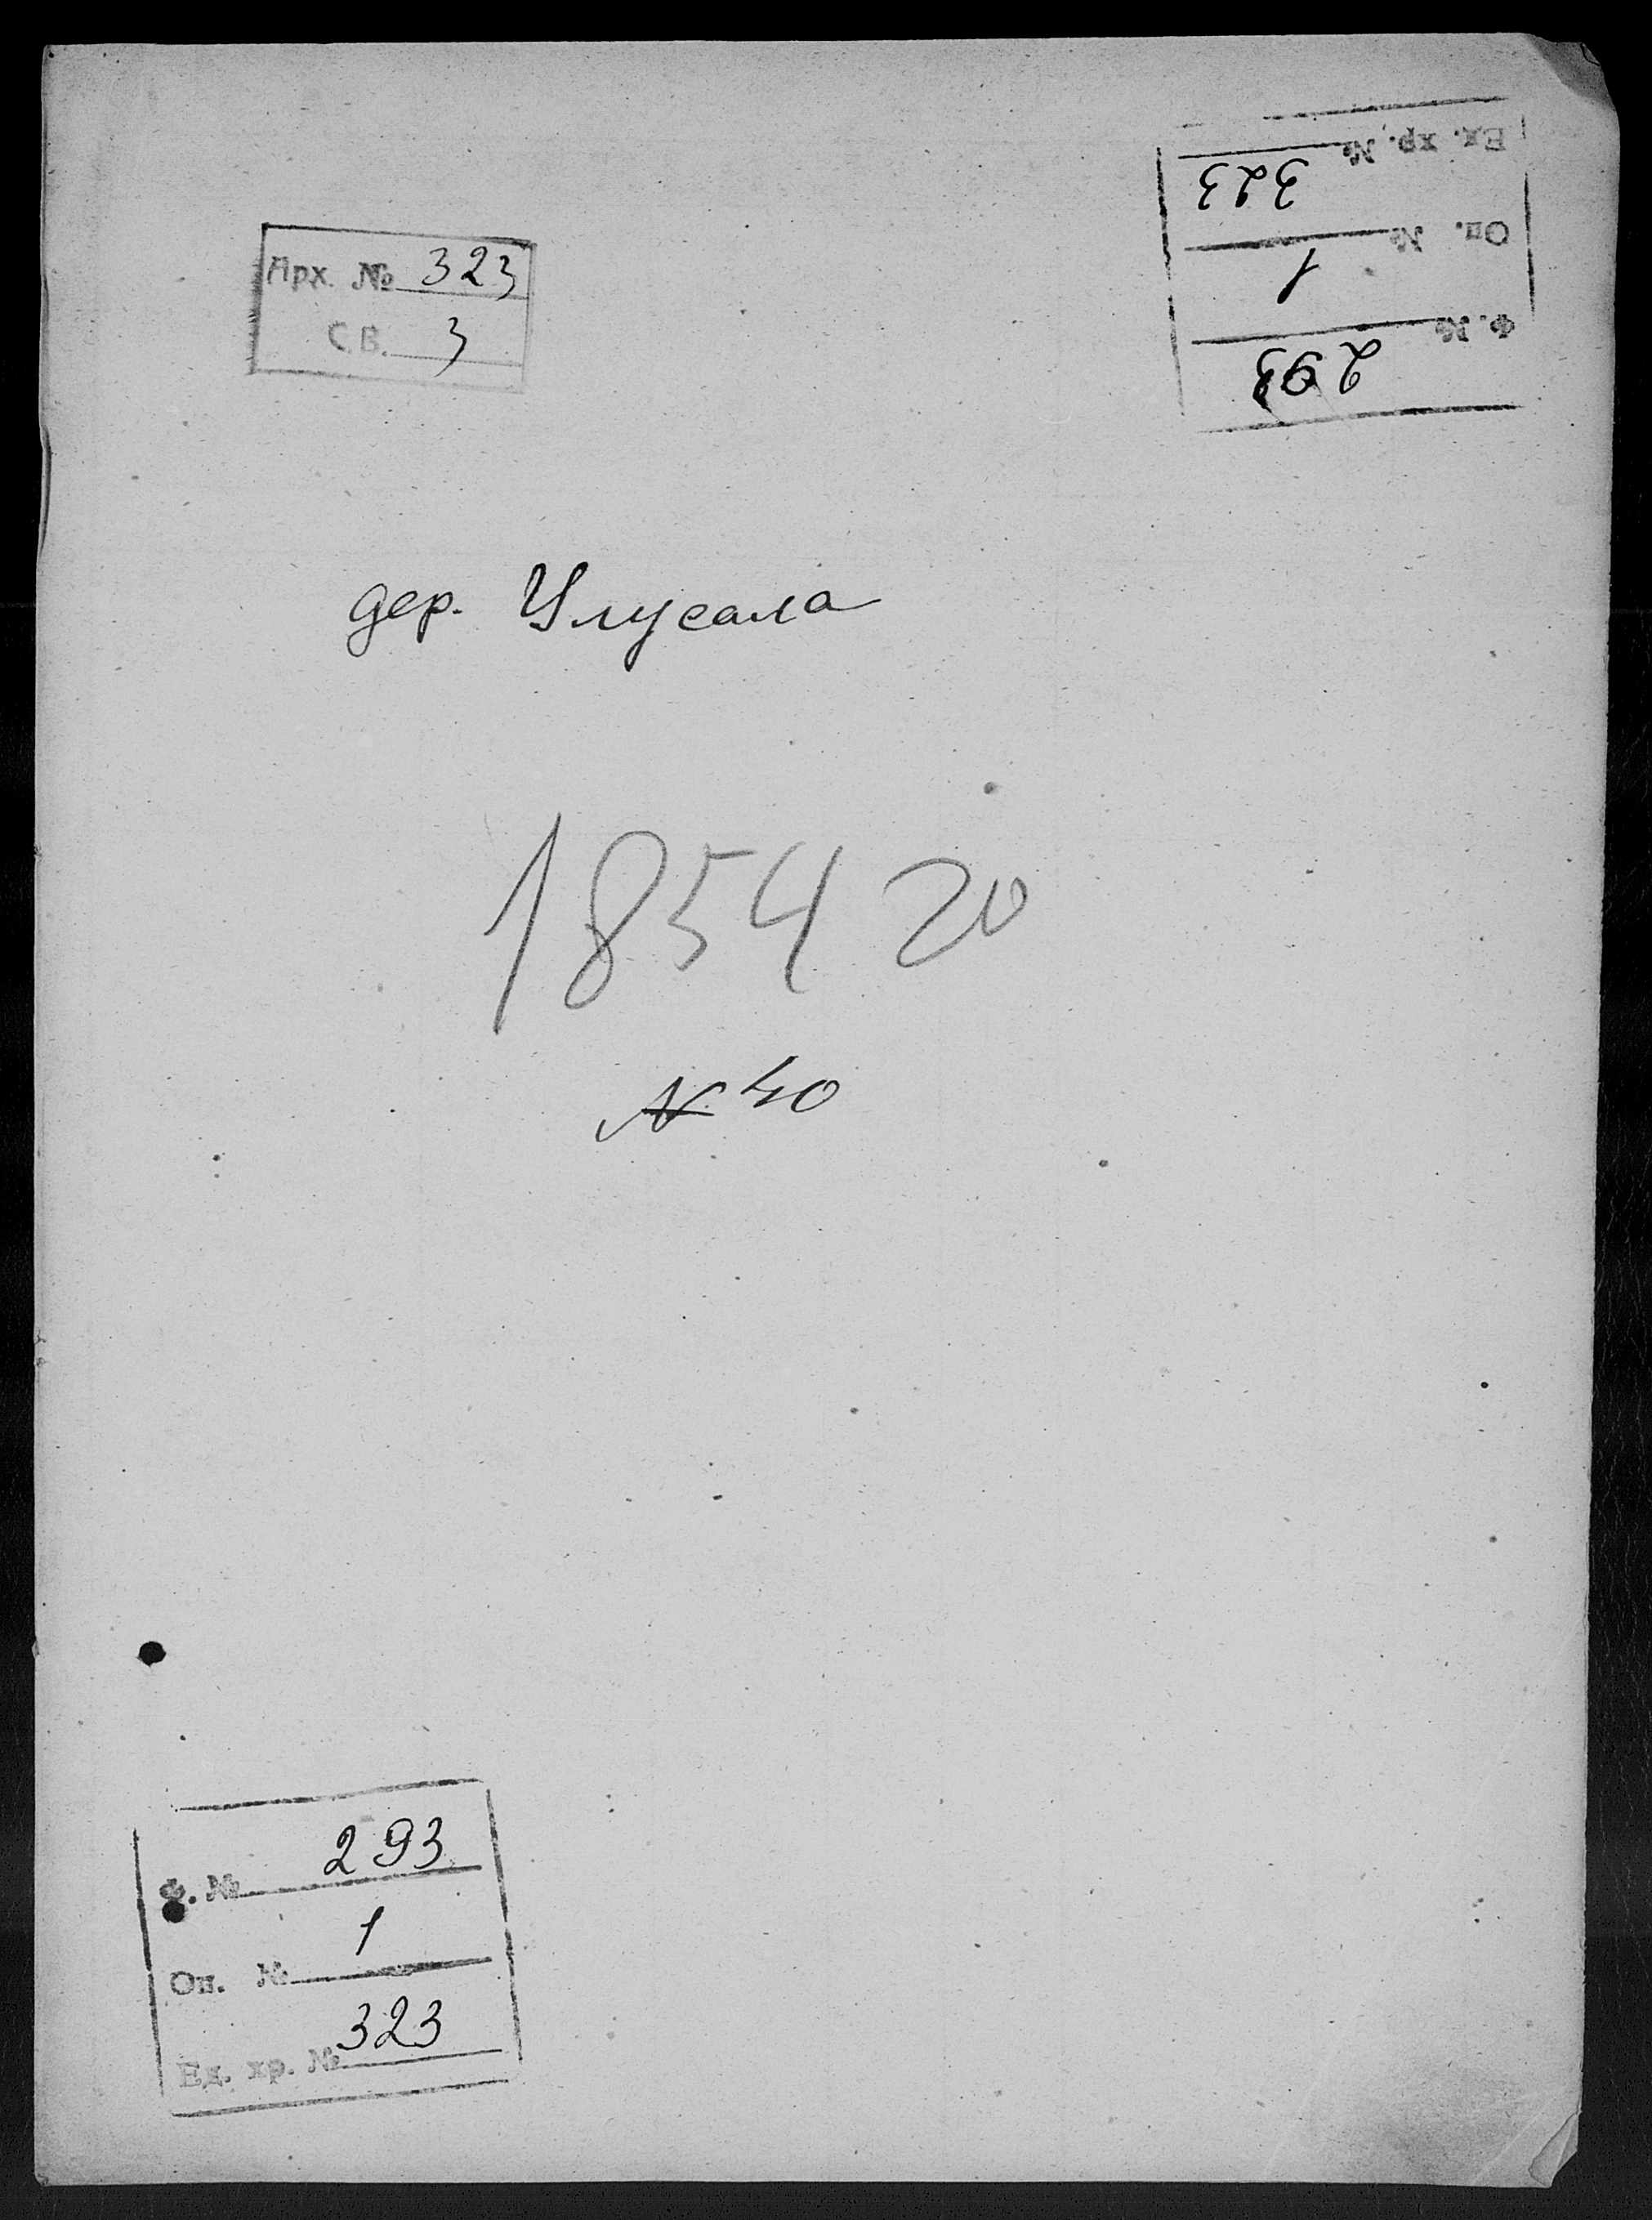 Арх. № 323
С.В. 3
Ед. хр. № 323
Оп. № 1
Ф. № 293
дер. Улусала
1854 20
№ 40
Ф. № 293
Оп. № 1
Ед. хр. № 323